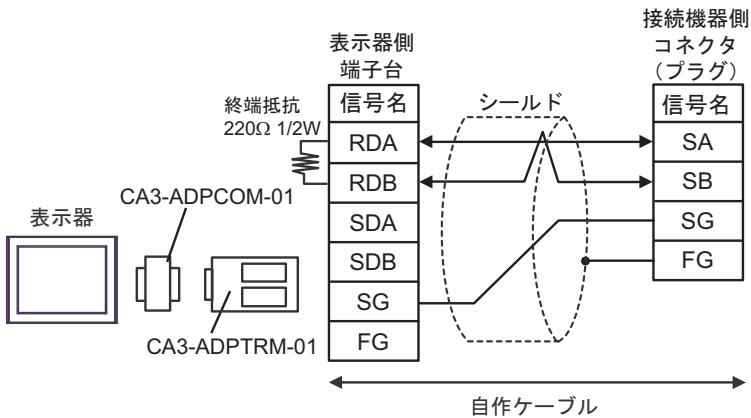 接続機器側
コネクタ
（プラグ）
表示器側
端子台
終端抵抗
220Ω 1/2W
信号名
シールド
信号名
RDA
SA
RDB
SB
CA3-ADPCOM-01
表示器
SDA
SG
SDB
FG
SG
FG
CA3-ADPTRM-01
自作ケーブル